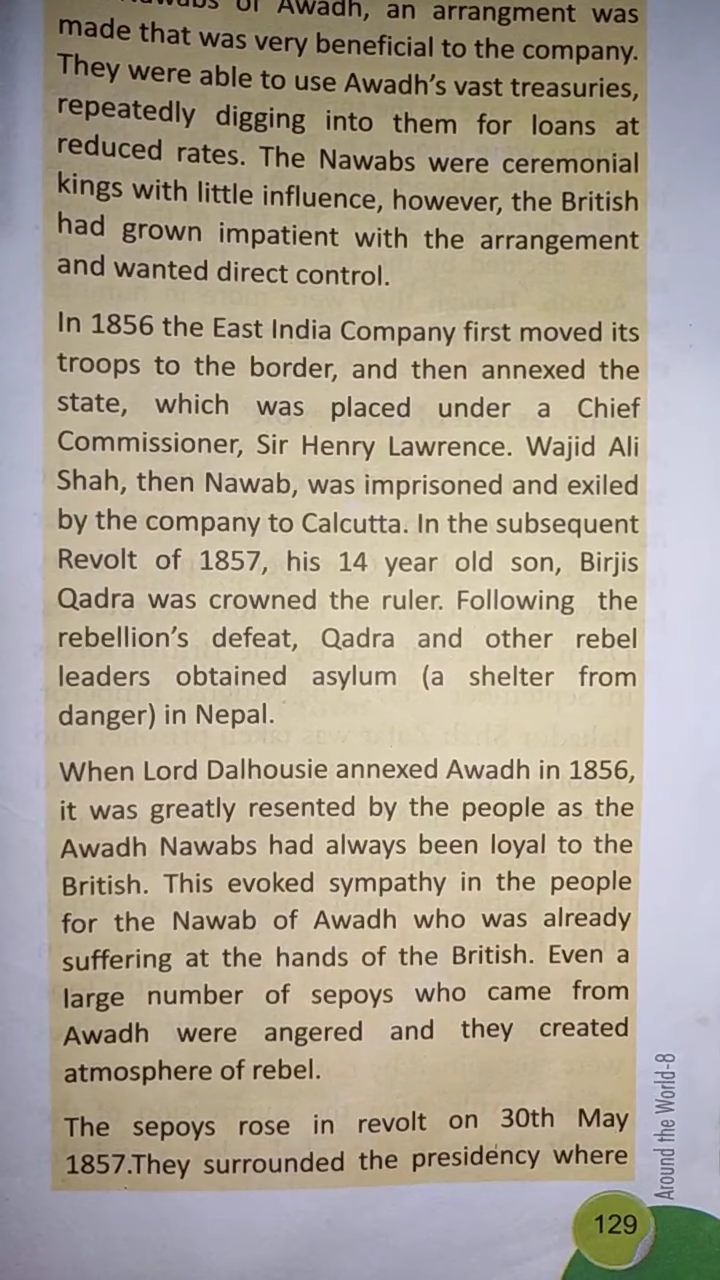 of Awadh, an arrangment was
made that was very beneficial to the company.
They were able to use Awadh's vast treasuries,
repeatedly digging into them for loans at
reduced rates. The Nawabs were ceremonial
kings with little influence, however, the British
had grown impatient with the arrangement
and wanted direct control.
In 1856 the East India Company first moved its
troops to the border, and then annexed the
state, which was placed under a Chief
Commissioner, Sir Henry Lawrence. Wajid Ali
Shah, then Nawab, was imprisoned and exiled
by the company to Calcutta. In the subsequent
Revolt of 1857, his 14 year old son, Birjis
Qadra was crowned the ruler. Following the
rebellion's defeat, Qadra and other rebel
leaders obtained asylum (a shelter from
danger) in Nepal.
When Lord Dalhousie annexed Awadh in 1856,
it was greatly resented by the people as the
Awadh Nawabs had always been loyal to the
British. This evoked sympathy in the people
for the Nawab of Awadh who was already
suffering at the hands of the British. Even a
large number of sepoys who came from
Awadh were angered and they created
atmosphere of rebel.
The sepoys rose in revolt on 30th May
1857.They surrounded the presidency where
Around the World-8
129